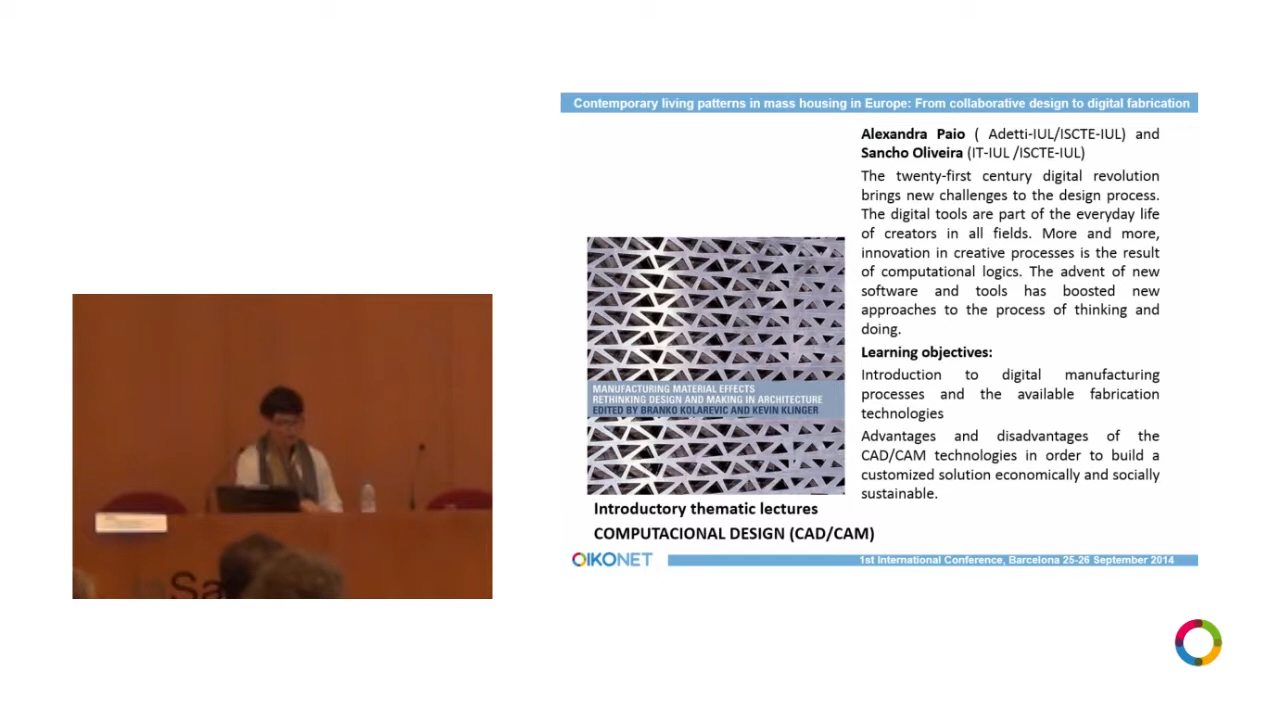 Contemporary living patterns in mass housing in Europe: From collaborative design to digital fabrication
Alexandra Paio ( Adetti-IUL/ISCTE-IUL) and
Sancho Oliveira (IT-IUL /ISCTE-IUL)
The twenty-first century digital revolution
brings new challenges to the design process.
The digital tools are part of the everyday life
of creators in all fields. More and more,
innovation in creative processes is the result
of computational logics. The advent of new
software and tools has boosted new
approaches to the process of thinking and
doing.
Learning objectives:
Introduction to digital manufacturing
processes and the available fabrication
technologies
Advantages and disadvantages of the
CAD/CAM technologies in order to build a
customized solution economically and socially
sustainable.
MANUFACTURING MATERIAL EFFECTS
RETHINKING DESIGN AND MAKING IN ARCHITECTURE
EDITED BY BRANKO KOLAREVIC AND KEVIN KLINGER
Introductory thematic lectures
COMPUTACIONAL DESIGN (CAD/CAM)
OIKONET
1st International Conference, Barcelona 25-26 September 2014